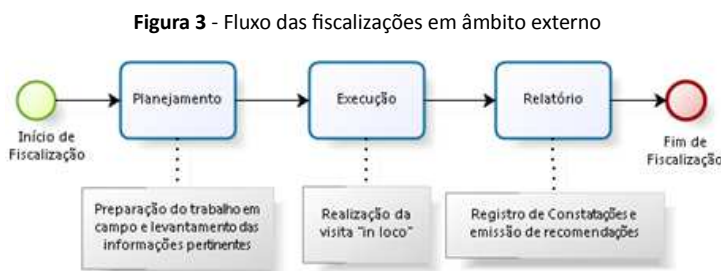 Figura 3 - Fluxo das fiscalizações em âmbito externo
Início de
Fiscalização
Planejamento
Execução
Relatório
Fim de
Fiscalização
Preparação do trabalho em
campo e levantamento das
informações pertinentes
Realização da
visita "in loco"
Registro de Constatações e
emissão de recomendações